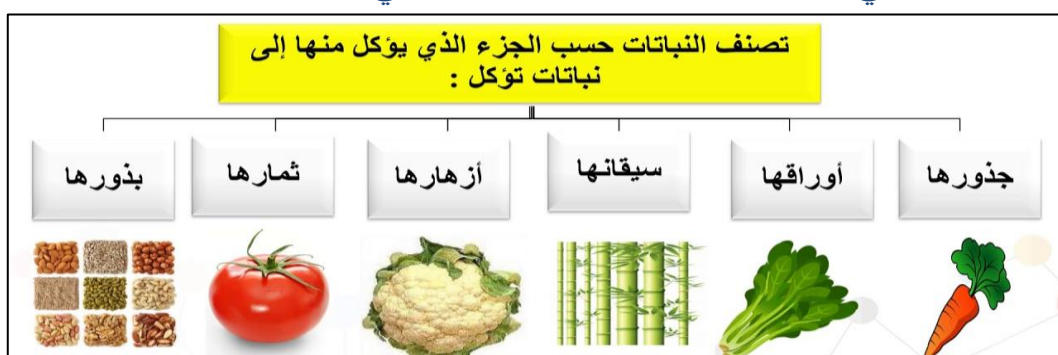 تصنف النباتات حسب الجزء الذي يؤكل منها إلى
نباتات تؤكل :
جذورها
أوراقها
سيقانها
أزهارها
ثمارها
بذورها